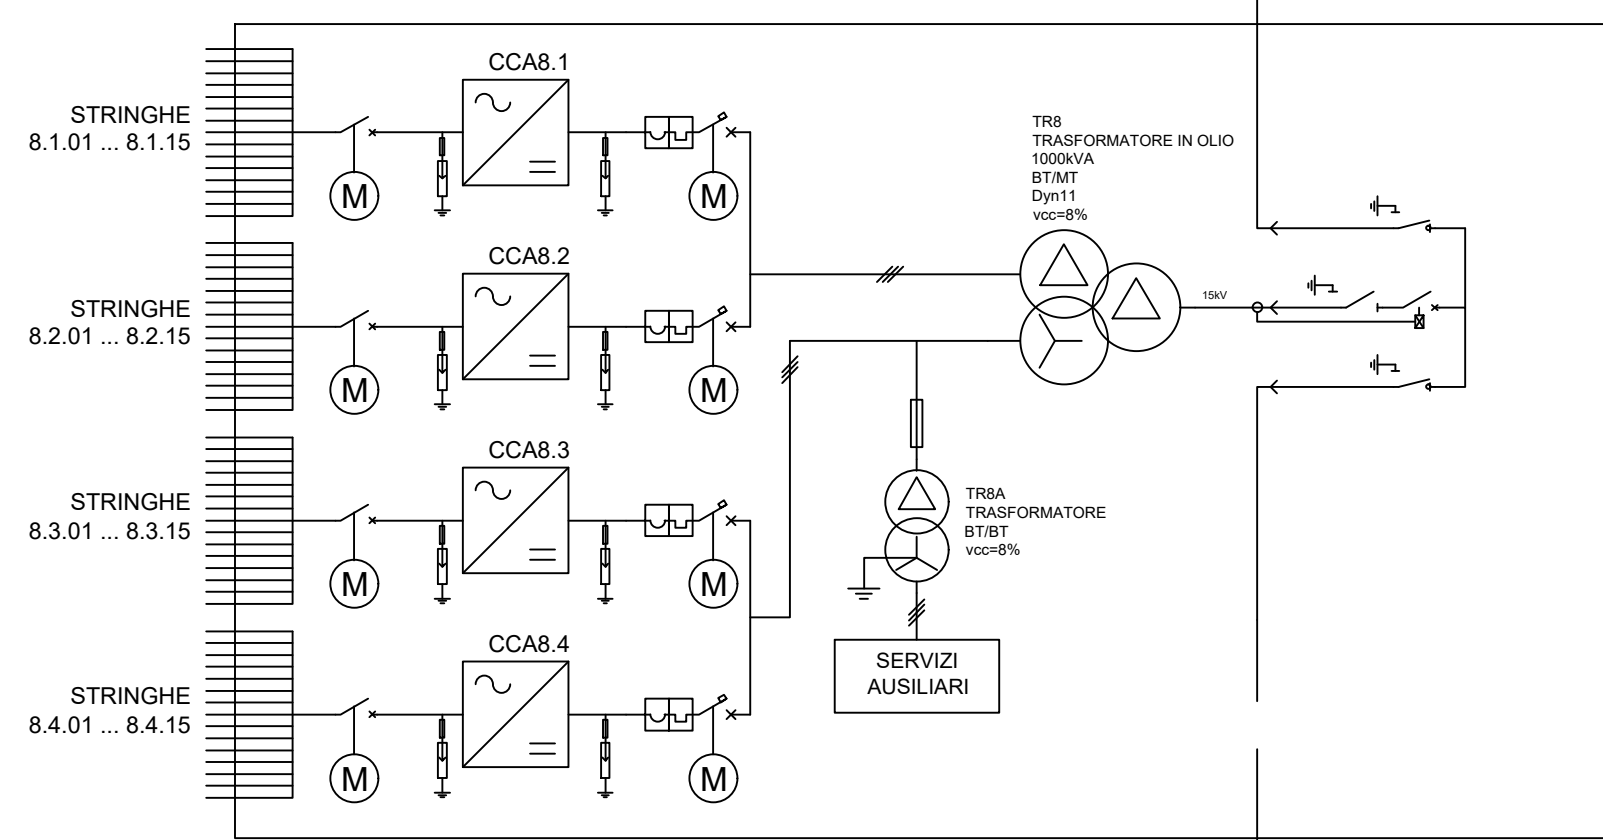 CCA8.1
STRINGHE
8.1.01 ... 8.1.15
M
M
CCA8.2
STRINGHE
8.2.01 ... 8.2.15
M
M
CCA8.3
STRINGHE
8.3.01 ... 8.3.15
M
M
CCA8.4
STRINGHE
8.4.01 ... 8.4.15
M
M
TR8
TRASFORMATORE IN OLIO
1000kVA
BT/MT
Dyn11
vcc=8%
15kV
TR8A
TRASFORMATORE
BT/BT
vcc=8%
SERVIZI
AUSILIARI